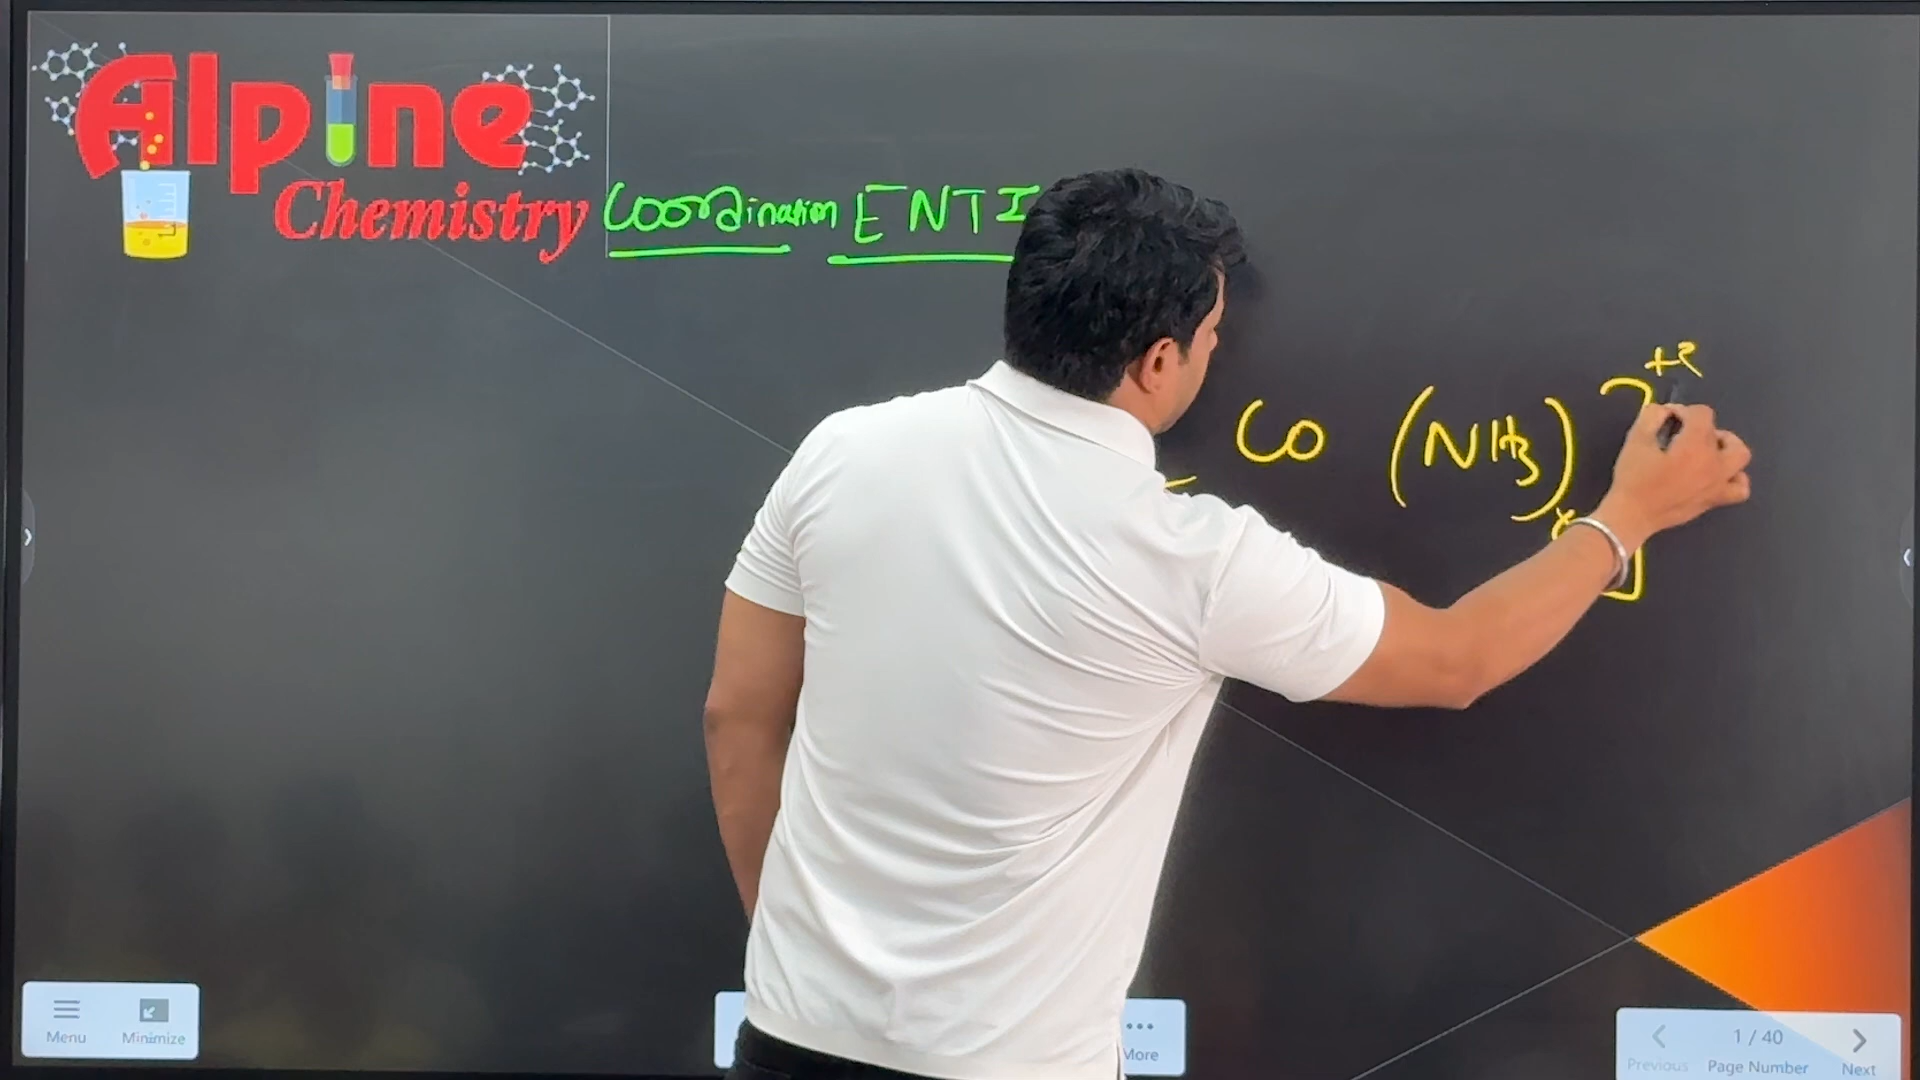 Alpine
Chemistry
Coordination ENTI
Co (NH3) ]+2
Menu
Minimize
More
1 / 40
Previous
Page Number
Next